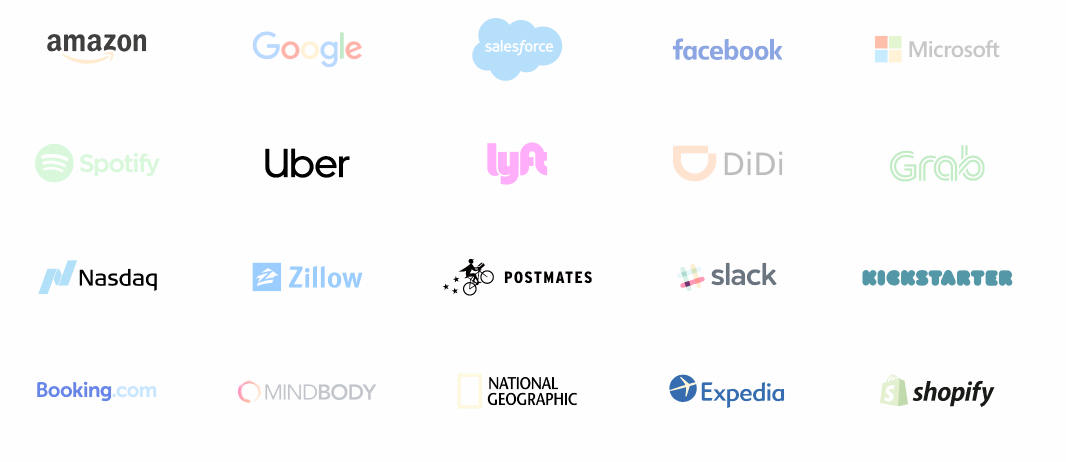 amazon
Google
salesforce
facebook
Microsoft
Spotify
Uber
lyft
DiDi
Grab
Nasdaq
Zillow
POSTMATES
slack
KICKSTARTER
Booking.com
MINDBODY
NATIONAL
GEOGRAPHIC
Expedia
shopify